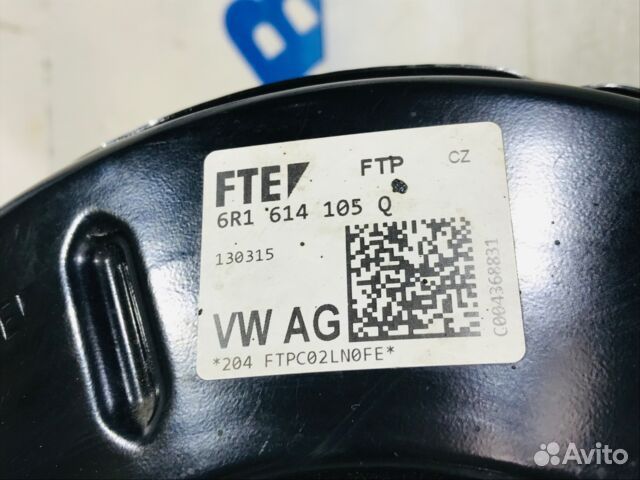 FTE FTP CZ
6R1 614 105 Q
130315
C004368831
VW AG
*204 FTPC02LN0FE*
Avito